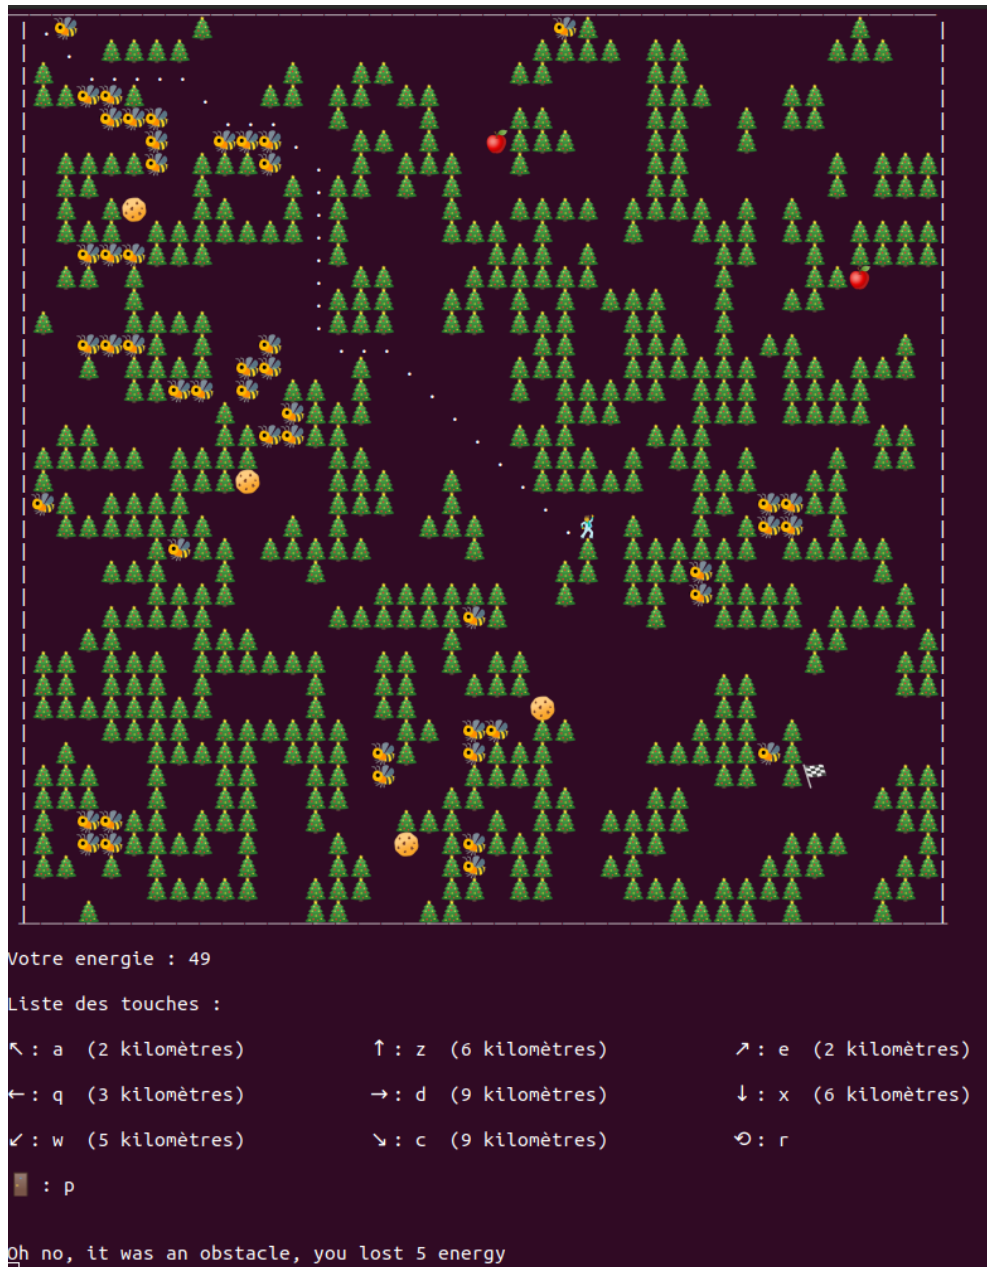 Votre energie : 49
Liste des touches :
↖: a (2 kilomètres) ↑: z (6 kilomètres) ↗: e (2 kilomètres)
←: q (3 kilomètres) →: d (9 kilomètres) ↓: x (6 kilomètres)
↙: w (5 kilomètres) ↘: c (9 kilomètres) ⟲: r
🚪 : p
Oh no, it was an obstacle, you lost 5 energy